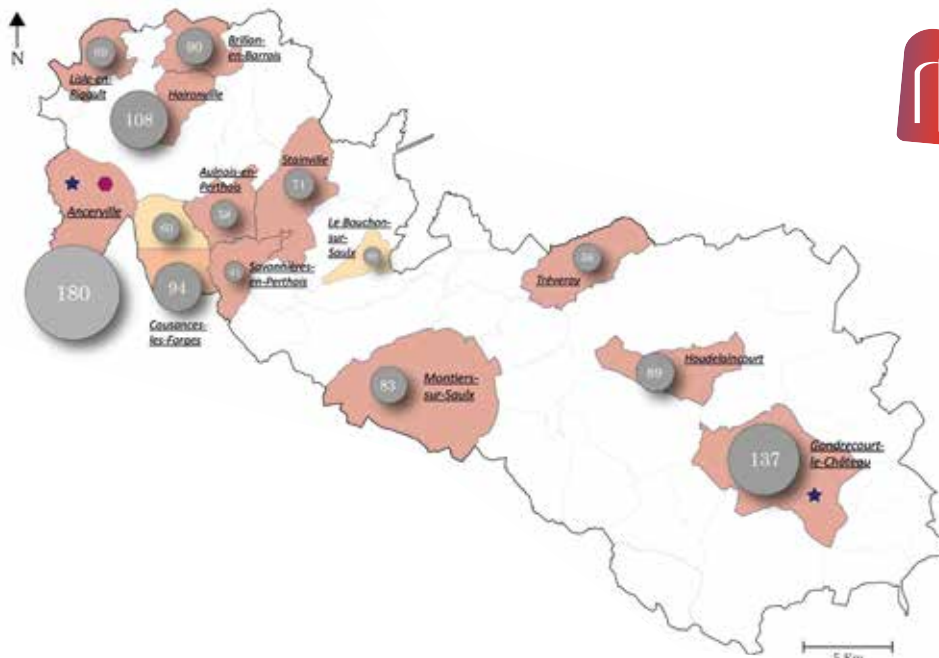 N
Brillon-
en-Barrois
90
Lisle-en-
Rigault
Haironville
108
Stainville
71
Aulnois-en-
Perthois
Ancerville
Le Bouchon-
sur-
Saulx
Savonnières-
en-Perthois
180
94
Cousances-
les-Forges
Tréveray
Houdelaincourt
89
Montiers-
sur-Saulx
83
Gondrecourt-
le-Château
137
5 Km